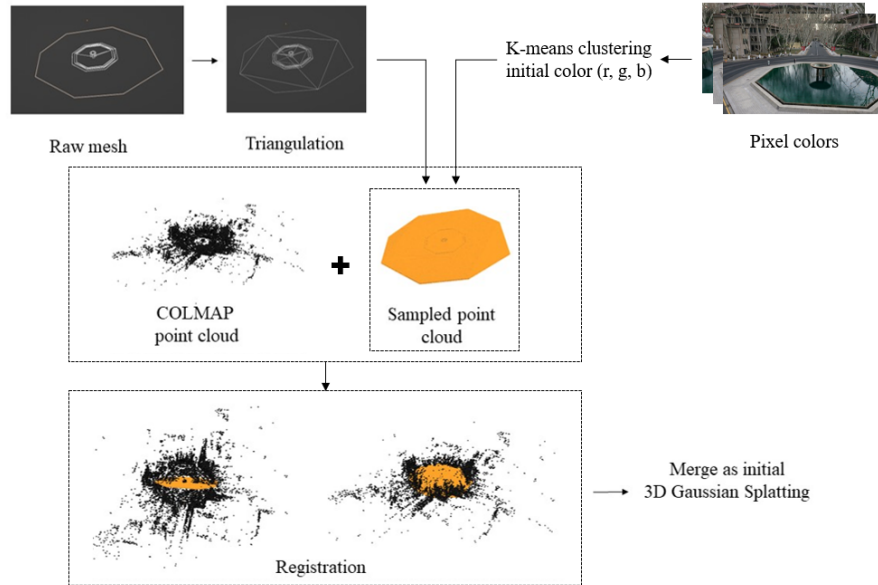 K-means clustering
initial color (r, g, b)
Raw mesh
Triangulation
Pixel colors
COLMAP
point cloud
+
Sampled point
cloud
Registration
Merge as initial
3D Gaussian Splatting